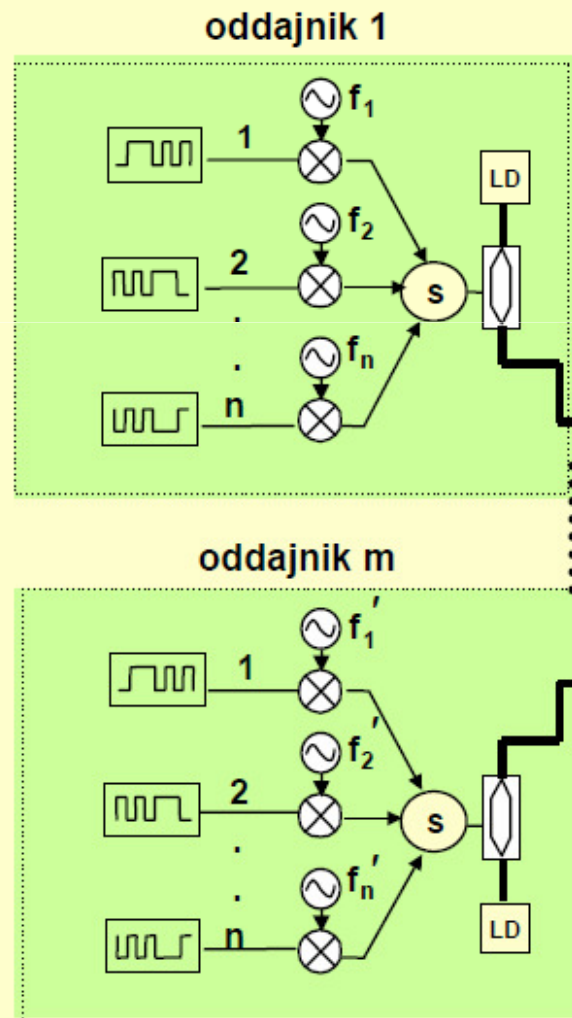 oddajnik 1
f1
1
LD
f2
2
S
.
fn
.
n
oddajnik m
f1′
1
f2′
2
S
.
fn′
.
n
LD